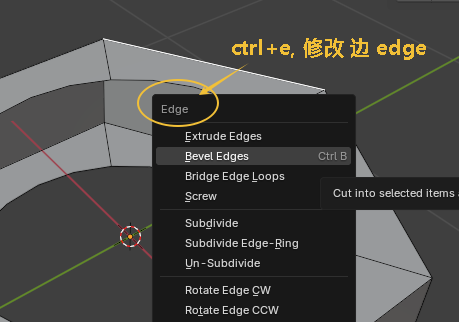 ctrl+e, 修改 边 edge
Edge
Extrude Edges
Bevel Edges Ctrl B
Bridge Edge Loops
Cut into selected items
Screw
Subdivide
Subdivide Edge-Ring
Un-Subdivide
Rotate Edge CW
Rotate Edge CCW